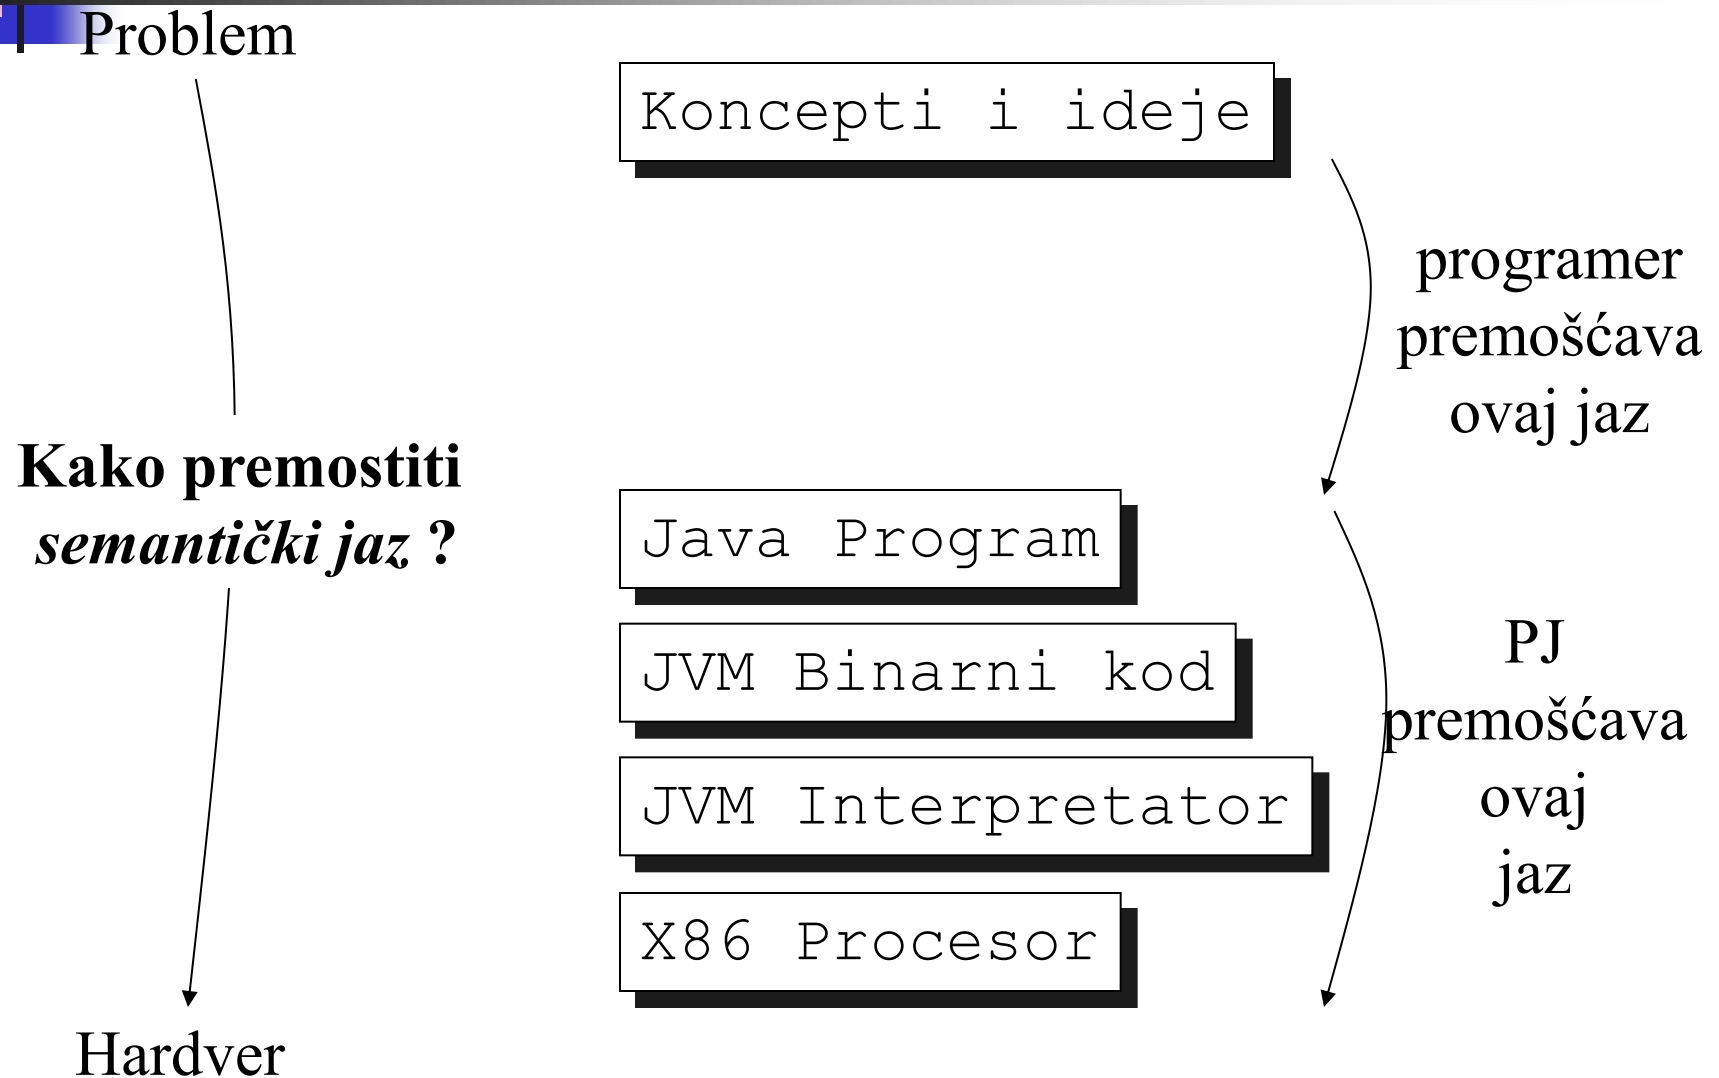 Problem
Koncepti i ideje
programer
premošćava
ovaj jaz
Kako premostiti
semantički jaz ?
Java Program
JVM Binarni kod
JVM Interpretator
X86 Procesor
PJ
premošćava
ovaj
jaz
Hardver